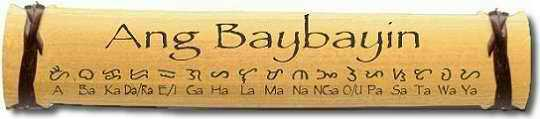 Ang Baybayin
ᜀ ᜊ ᜃ ᜇ ᜁ ᜄ ᜑ ᜎ ᜋ ᜈ ᜅ ᜂ ᜉ ᜐ ᜆ ᜏ ᜌ
A Ba Ka Da/Ra E/I Ga Ha La Ma Na NGa O/U Pa Sa Ta Wa Ya